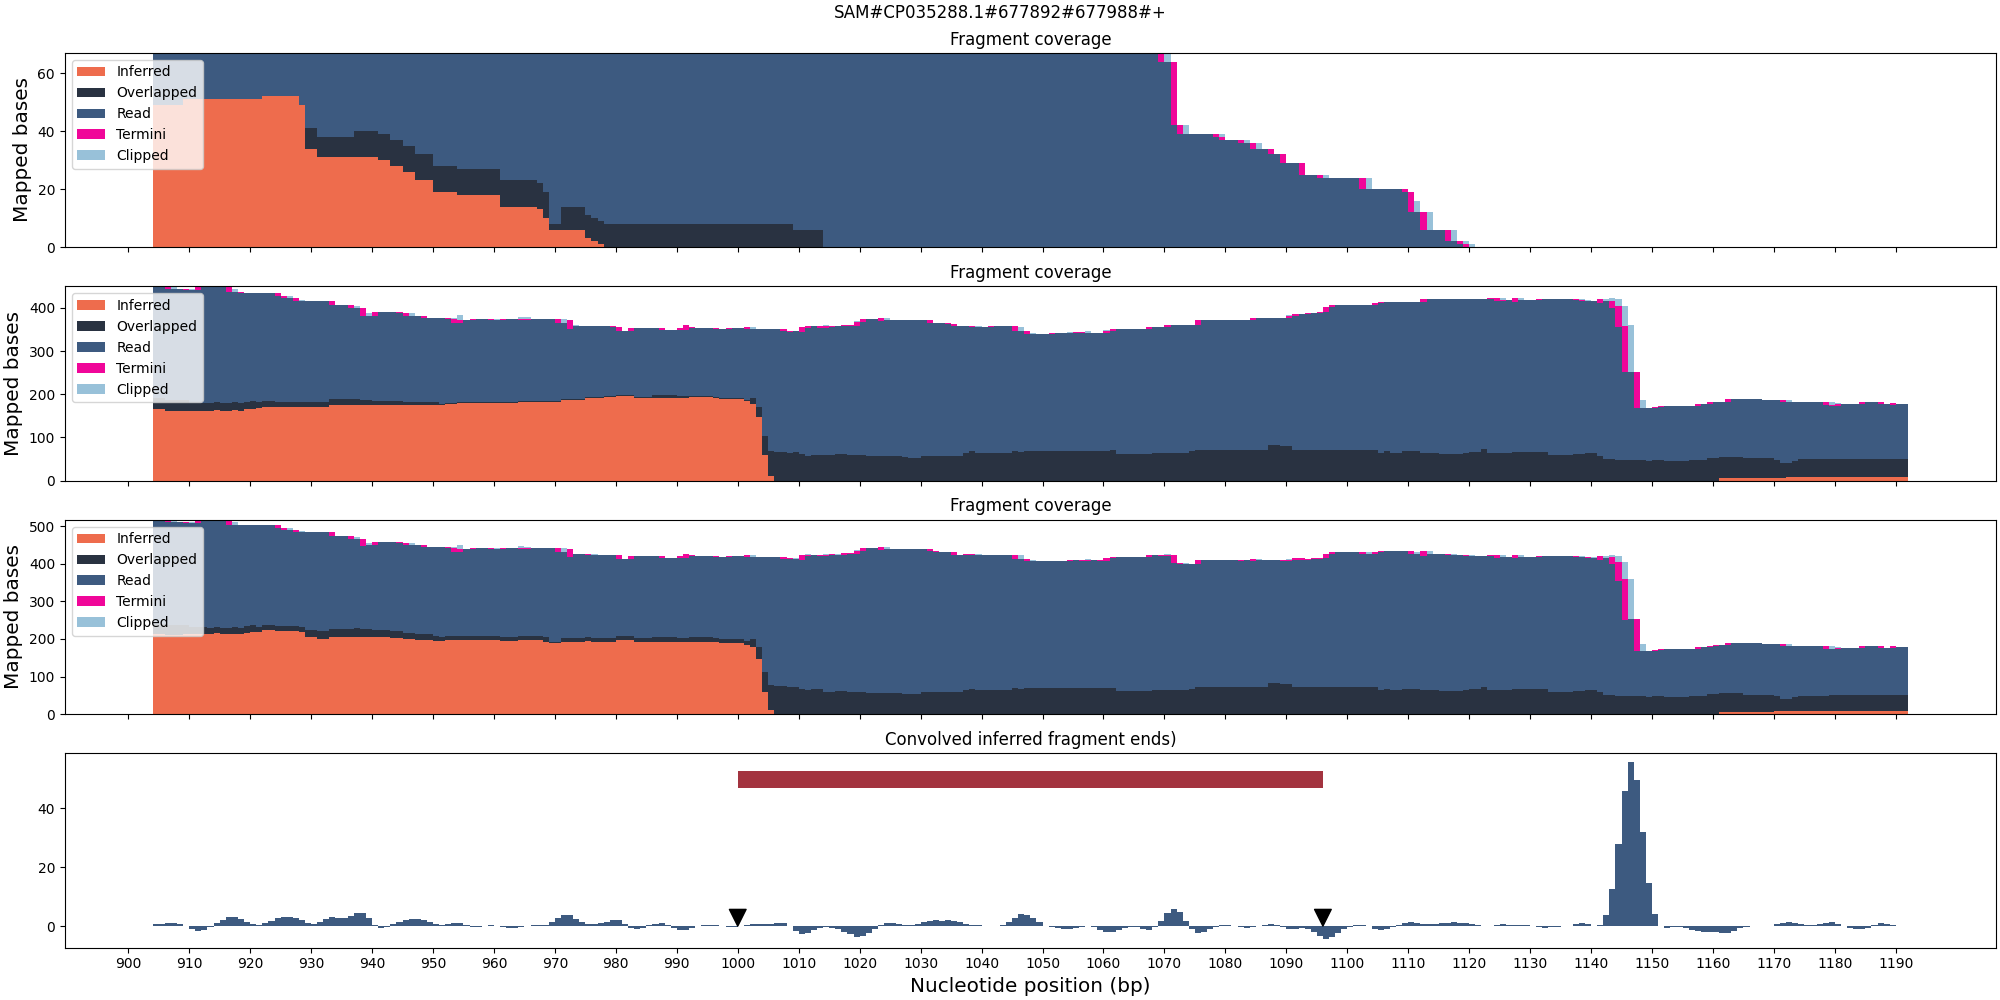 SAM#CP035288.1#677892#677988#+
Fragment coverage
Mapped bases
60
40
20
0
Inferred
Overlapped
Read
Termini
Clipped
Fragment coverage
Mapped bases
400
300
200
100
0
Inferred
Overlapped
Read
Termini
Clipped
Fragment coverage
Mapped bases
500
400
300
200
100
0
Inferred
Overlapped
Read
Termini
Clipped
Convolved inferred fragment ends)
40
20
0
900 910 920 930 940 950 960 970 980 990 1000 1010 1020 1030 1040 1050 1060 1070 1080 1090 1100 1110 1120 1130 1140 1150 1160 1170 1180 1190
Nucleotide position (bp)